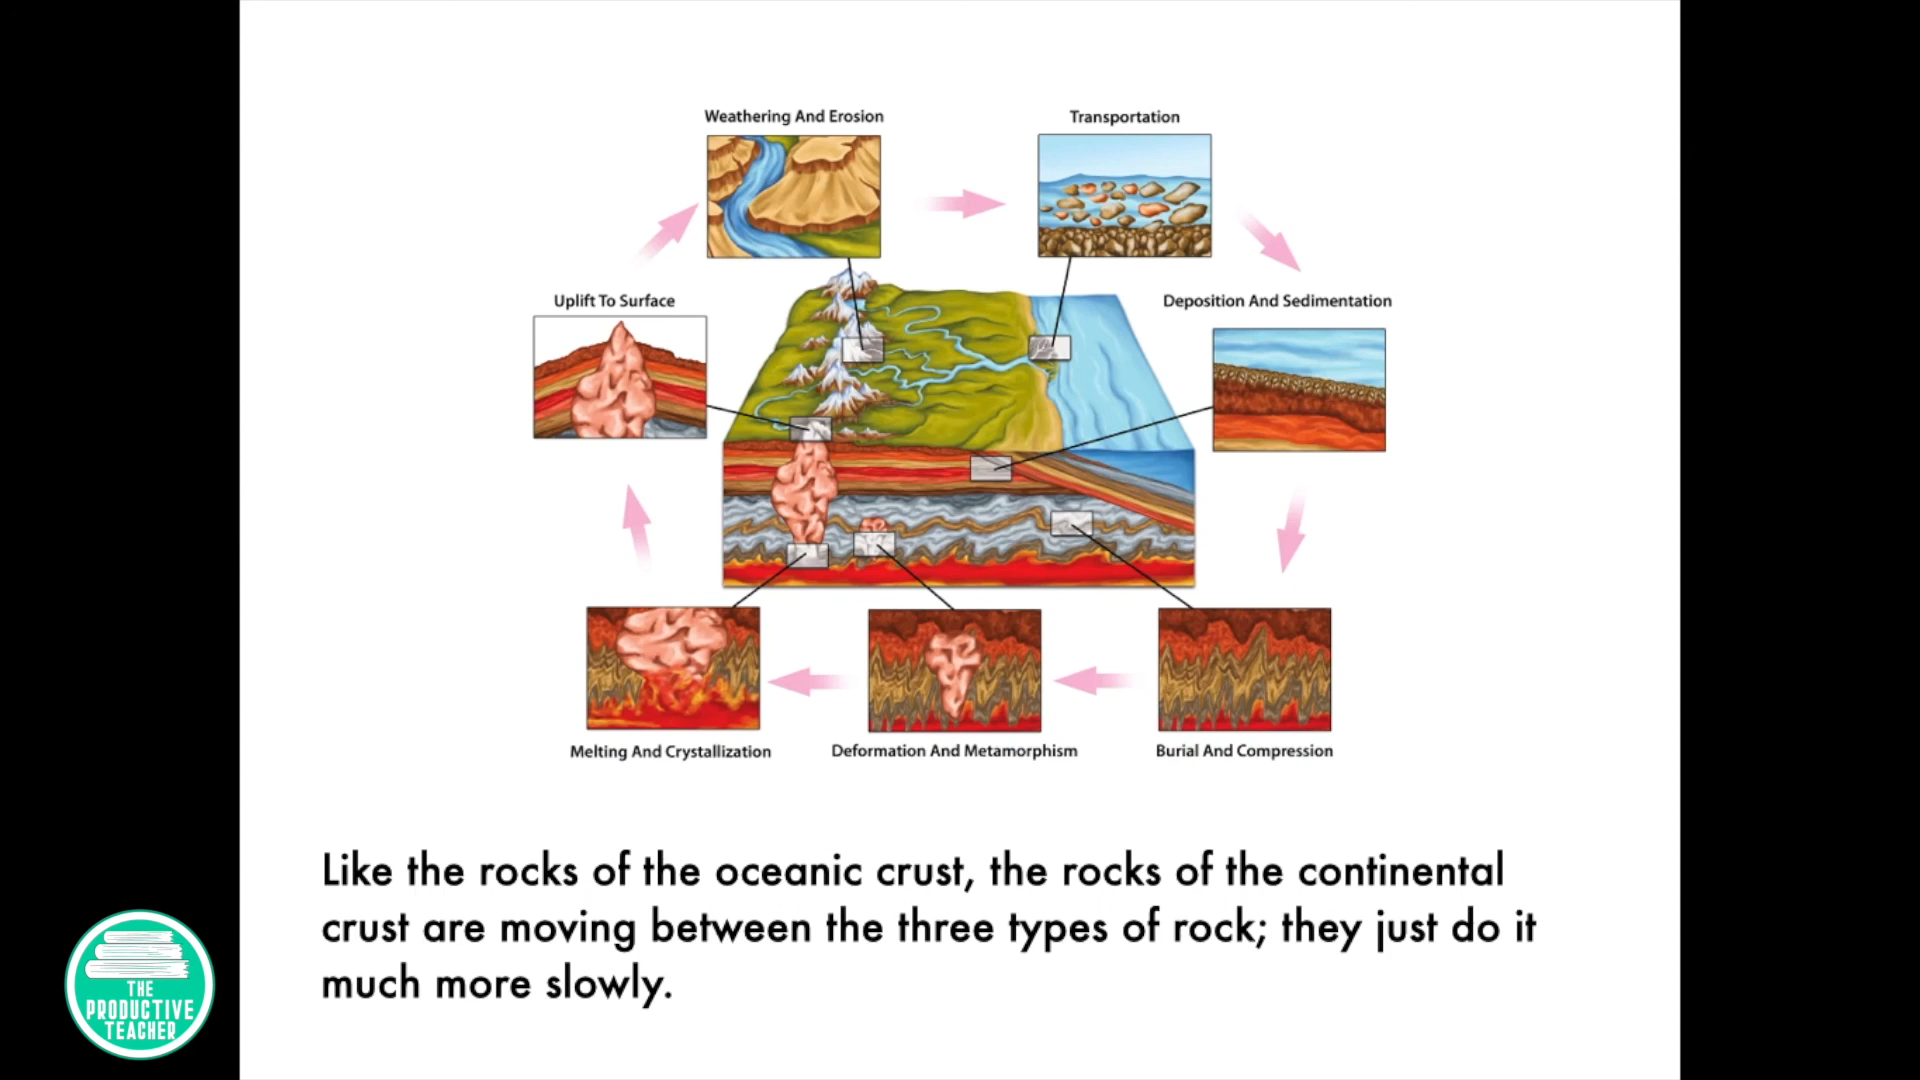 Weathering And Erosion
Transportation
Uplift To Surface
Deposition And Sedimentation
Melting And Crystallization
Deformation And Metamorphism
Burial And Compression
Like the rocks of the oceanic crust, the rocks of the continental
crust are moving between the three types of rock; they just do it
much more slowly.
THE
PRODUCTIVE
TEACHER